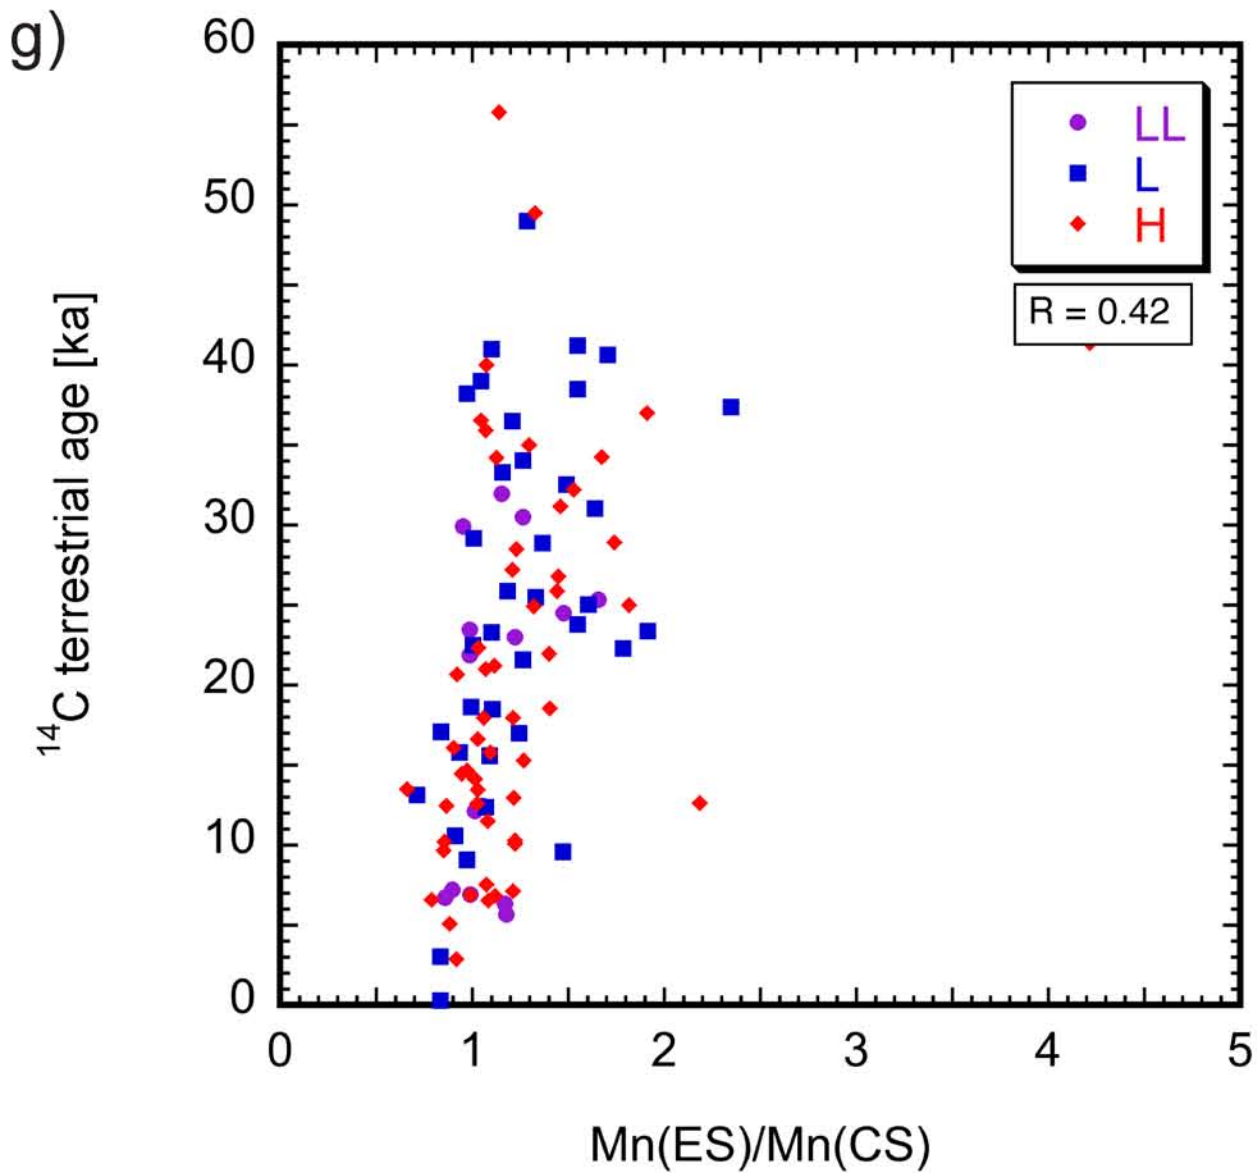 g)
60
50
40
30
20
10
0
¹⁴C terrestrial age [ka]
LL
L
H
R = 0.42
0 1 2 3 4 5
Mn(ES)/Mn(CS)